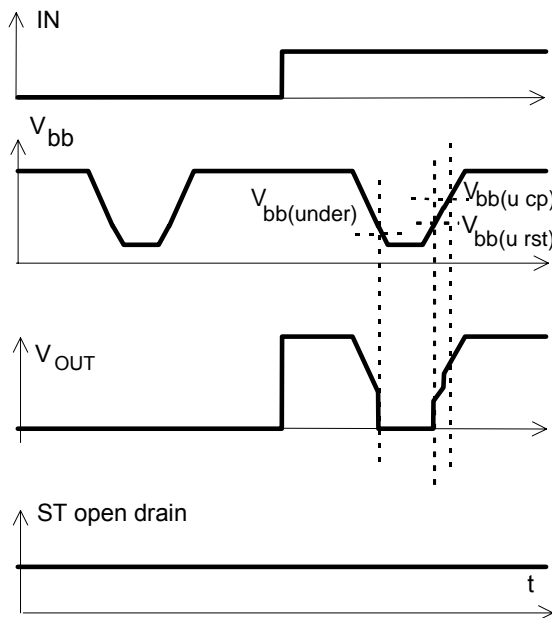 IN
V bb
V bb(under)
V bb(u cp)
V bb(u rst)
V OUT
ST open drain
t